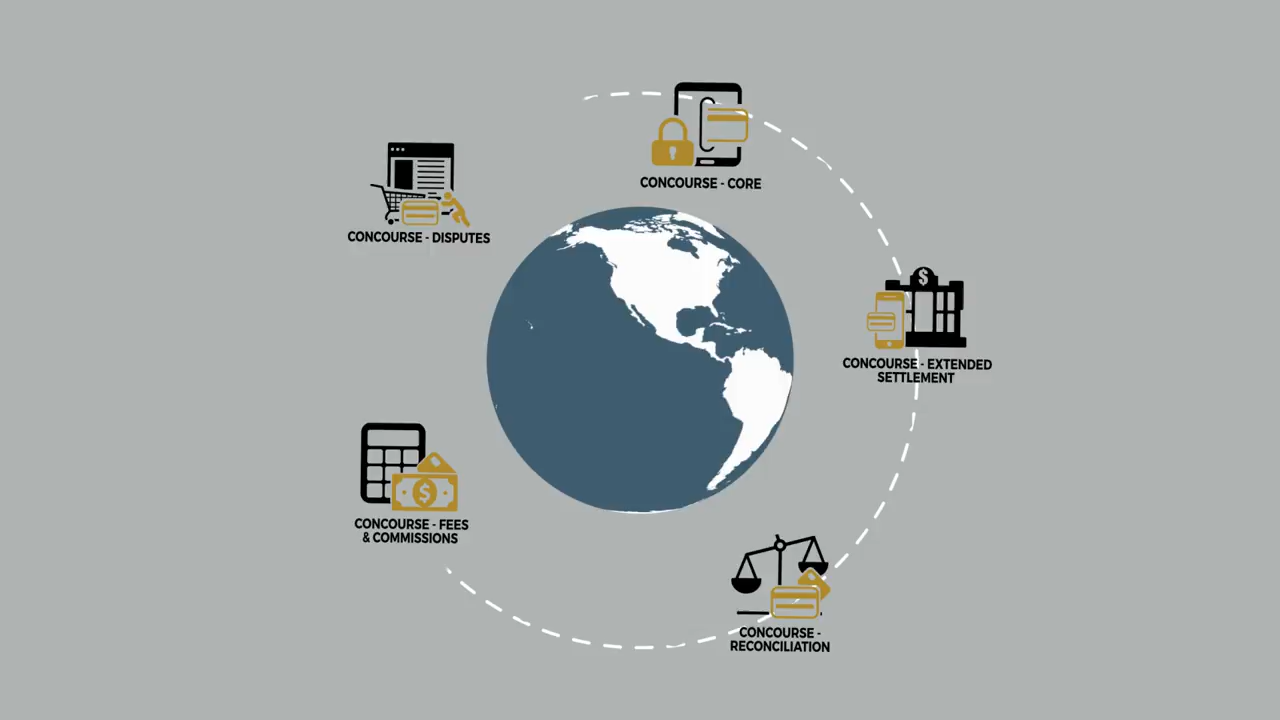 CONCOURSE - CORE
CONCOURSE - DISPUTES
$
CONCOURSE - EXTENDED
SETTLEMENT
$
CONCOURSE - FEES
& COMMISSIONS
CONCOURSE -
RECONCILIATION